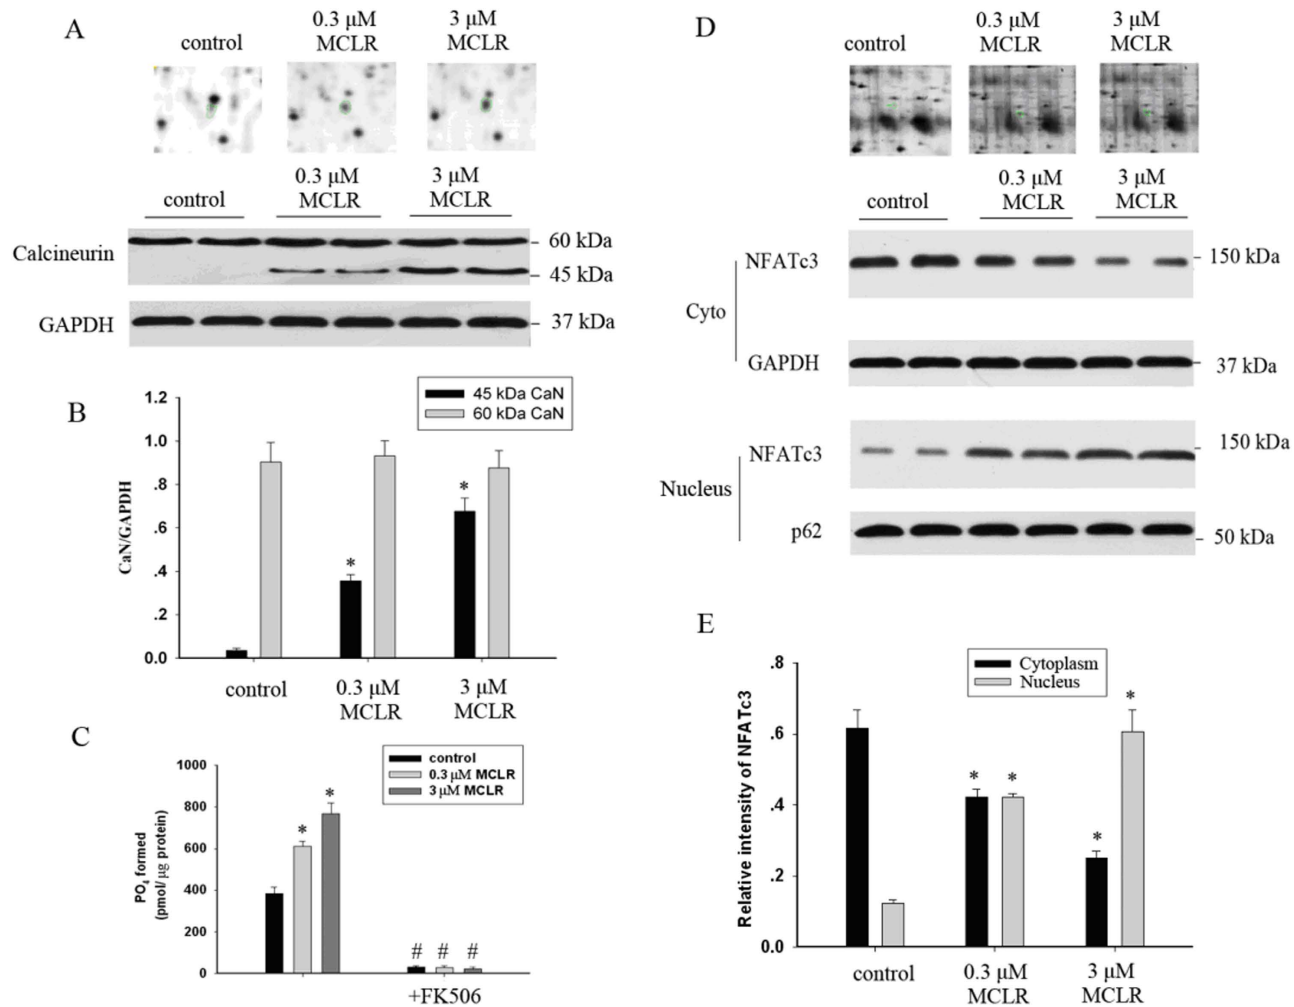 A
control
0.3 μM
MCLR
3 μM
MCLR
control
0.3 μM
MCLR
3 μM
MCLR
Calcineurin
60 kDa
45 kDa
GAPDH
37 kDa
B
45 kDa CaN
60 kDa CaN
CaN/GAPDH
1.2
1.0
.8
.6
.4
.2
0.0
*
*
control
0.3 μM
MCLR
3 μM
MCLR
C
control
0.3 μM MCLR
3 μM MCLR
PO4 formed
(pmol/ μg protein)
1000
800
600
400
200
0
*
*
# # #
+FK506
D
control
0.3 μM
MCLR
3 μM
MCLR
control
0.3 μM
MCLR
3 μM
MCLR
Cyto
NFATc3
150 kDa
GAPDH
37 kDa
Nucleus
NFATc3
150 kDa
p62
50 kDa
E
Cytoplasm
Nucleus
Relative intensity of NFATc3
.8
.6
.4
.2
0.0
* *
*
*
control
0.3 μM
MCLR
3 μM
MCLR